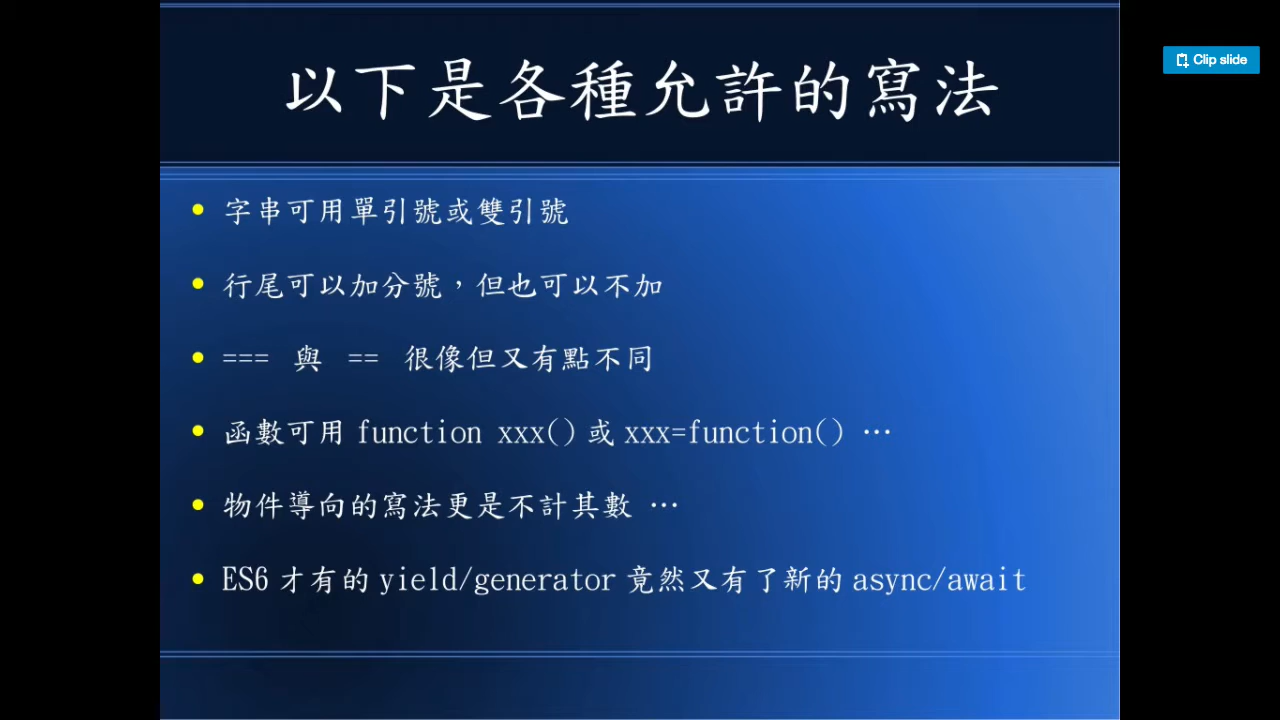 以下是各種允許的寫法
Clip slide
字串可用單引號或雙引號
行尾可以加分號，但也可以不加
=== 與 == 很像但又有點不同
函數可用 function xxx() 或 xxx=function() …
物件導向的寫法更是不計其數 …
ES6 才有的 yield/generator 竟然又有了新的 async/await